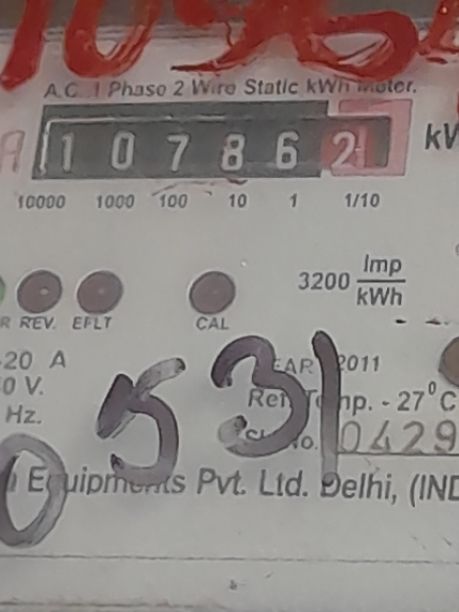 A.C. 1 Phase 2 Wire Static kWh Meter.
1 0 7 8 6 2
10000 1000 100 10 1 1/10
3200 Imp/kWh
REV. EFLT CAL
20 A
2011
0 V.
Hz.
Ref. Temp. - 27°C
0429
531
Equipments Pvt. Ltd. Delhi, (IND